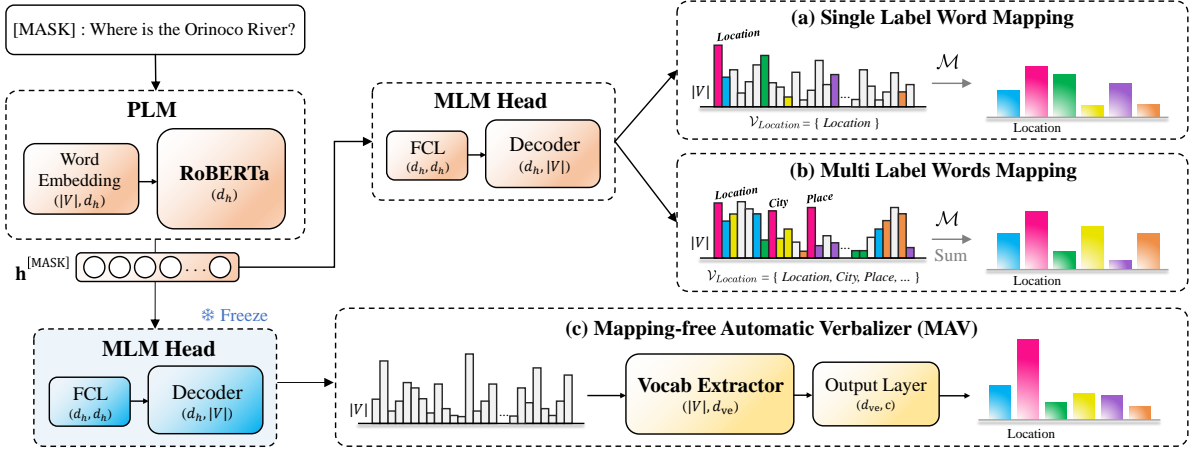 [MASK] : Where is the Orinoco River?
PLM
Word
Embedding
(|V|, d_h)
RoBERTa
(d_h)
h^[MASK]
...
MLM Head
FCL
(d_h, d_h)
Decoder
(d_h, |V|)
(a) Single Label Word Mapping
Location
|V|
...
V_Location = { Location }
M
Location
(b) Multi Label Words Mapping
Location
City
Place
|V|
...
V_Location = { Location, City, Place, ... }
M
Sum
Location
❄ Freeze
MLM Head
FCL
(d_h, d_h)
Decoder
(d_h, |V|)
(c) Mapping-free Automatic Verbalizer (MAV)
|V|
...
Vocab Extractor
(|V|, d_ve)
Output Layer
(d_ve, c)
Location